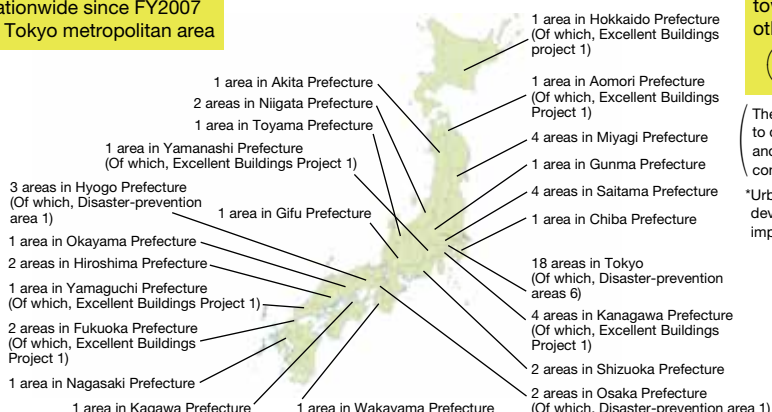 ationwide since FY2007
Tokyo metropolitan area
1 area in Hokkaido Prefecture
(Of which, Excellent Buildings
project 1)
1 area in Akita Prefecture
2 areas in Niigata Prefecture
1 area in Toyama Prefecture
1 area in Yamanashi Prefecture
(Of which, Excellent Buildings Project 1)
3 areas in Hyogo Prefecture
(Of which, Disaster-prevention
area 1)
1 area in Gifu Prefecture
1 area in Okayama Prefecture
2 areas in Hiroshima Prefecture
1 area in Yamaguchi Prefecture
(Of which, Excellent Buildings Project 1)
2 areas in Fukuoka Prefecture
(Of which, Excellent Buildings
Project 1)
1 area in Nagasaki Prefecture
1 area in Kagawa Prefecture
1 area in Wakayama Prefecture
1 area in Aomori Prefecture
(Of which, Excellent Buildings
Project 1)
4 areas in Miyagi Prefecture
1 area in Gunma Prefecture
4 areas in Saitama Prefecture
1 area in Chiba Prefecture
18 areas in Tokyo
(Of which, Disaster-prevention
areas 6)
4 areas in Kanagawa Prefecture
(Of which, Excellent Buildings
Project 1)
2 areas in Shizuoka Prefecture
2 areas in Osaka Prefecture
(Of which, Disaster-prevention area 1)
The
to
and
*Urb
dev
imp